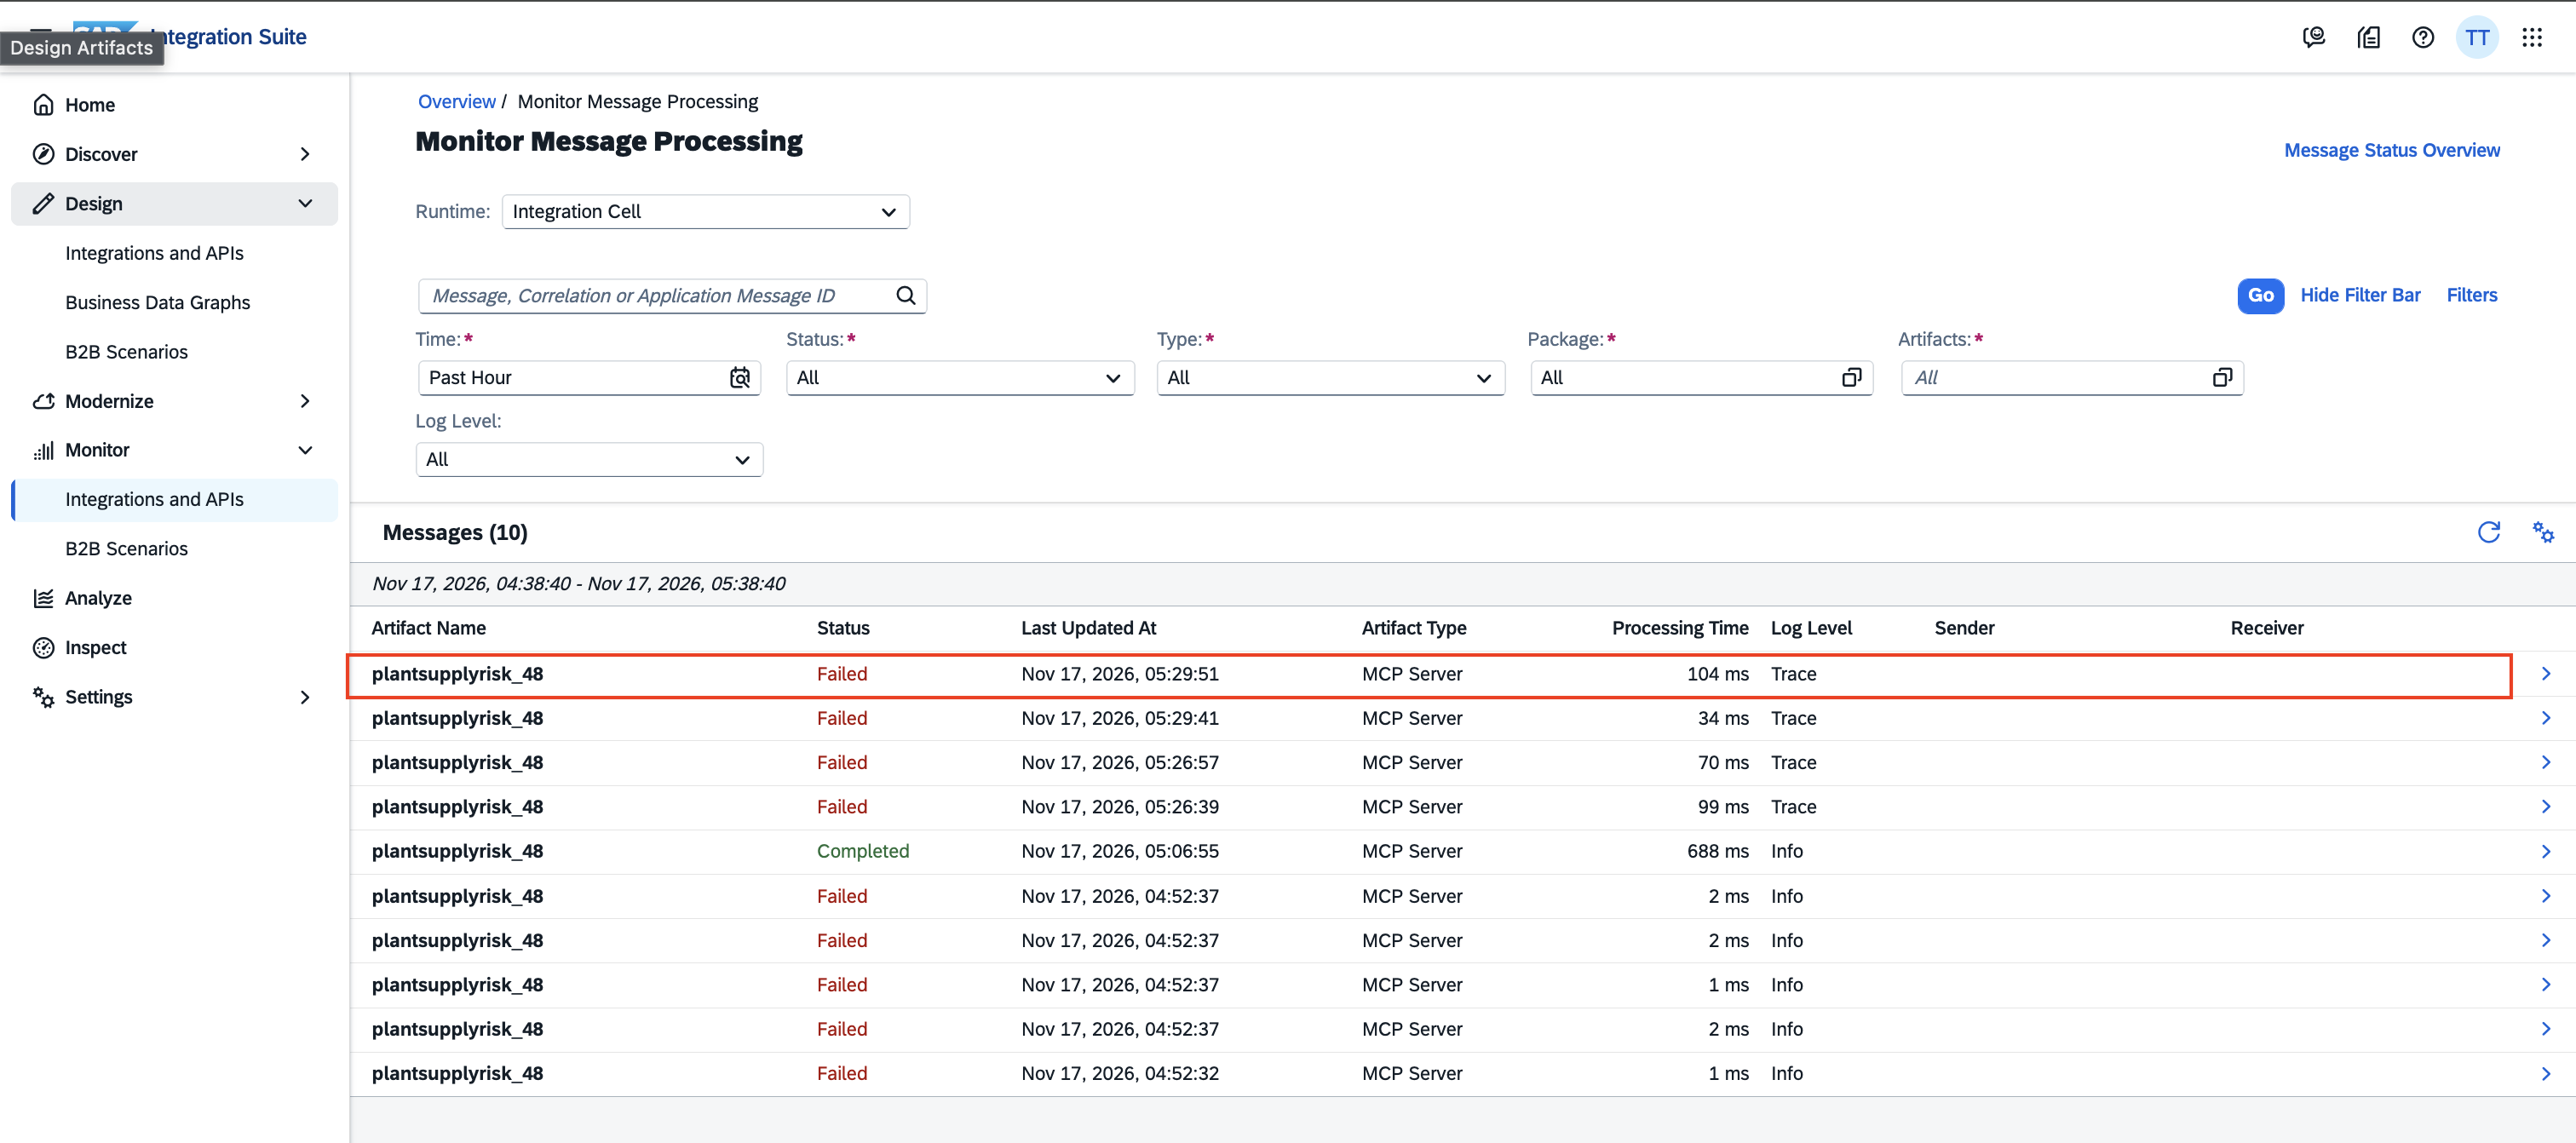 Integration Suite
Design Artifacts
TT
Home
Discover
Design
Integrations and APIs
Business Data Graphs
B2B Scenarios
Modernize
Monitor
Integrations and APIs
B2B Scenarios
Analyze
Inspect
Settings
Overview / Monitor Message Processing
Monitor Message Processing
Message Status Overview
Runtime: Integration Cell
Message, Correlation or Application Message ID
Go Hide Filter Bar Filters
Time:* Status:* Type:* Package:* Artifacts:*
Past Hour All All All All
Log Level:
All
Messages (10)
Nov 17, 2026, 04:38:40 - Nov 17, 2026, 05:38:40
Artifact Name Status Last Updated At Artifact Type Processing Time Log Level Sender Receiver
plantsupplyrisk_48 Failed Nov 17, 2026, 05:29:51 MCP Server 104 ms Trace
plantsupplyrisk_48 Failed Nov 17, 2026, 05:29:41 MCP Server 34 ms Trace
plantsupplyrisk_48 Failed Nov 17, 2026, 05:26:57 MCP Server 70 ms Trace
plantsupplyrisk_48 Failed Nov 17, 2026, 05:26:39 MCP Server 99 ms Trace
plantsupplyrisk_48 Completed Nov 17, 2026, 05:06:55 MCP Server 688 ms Info
plantsupplyrisk_48 Failed Nov 17, 2026, 04:52:37 MCP Server 2 ms Info
plantsupplyrisk_48 Failed Nov 17, 2026, 04:52:37 MCP Server 2 ms Info
plantsupplyrisk_48 Failed Nov 17, 2026, 04:52:37 MCP Server 1 ms Info
plantsupplyrisk_48 Failed Nov 17, 2026, 04:52:37 MCP Server 2 ms Info
plantsupplyrisk_48 Failed Nov 17, 2026, 04:52:32 MCP Server 1 ms Info